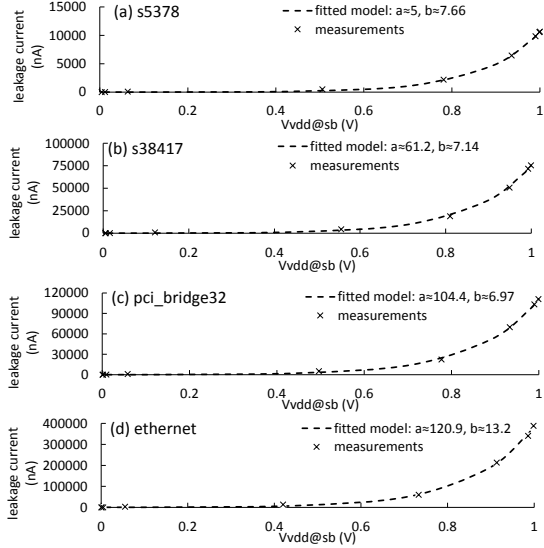 (a) s5378
fitted model: a≈5, b≈7.66
measurements
leakage current
(nA)
15000
10000
5000
0
0 0.2 0.4 0.6 0.8 1
Vvdd@sb (V)
(b) s38417
fitted model: a≈61.2, b≈7.14
measurements
leakage current
(nA)
100000
75000
50000
25000
0
0 0.2 0.4 0.6 0.8 1
Vvdd@sb (V)
(c) pci_bridge32
fitted model: a≈104.4, b≈6.97
measurements
leakage current
(nA)
120000
90000
60000
30000
0
0 0.2 0.4 0.6 0.8 1
Vvdd@sb (V)
(d) ethernet
fitted model: a≈120.9, b≈13.2
measurements
leakage current
(nA)
400000
300000
200000
100000
0
0 0.2 0.4 0.6 0.8 1
Vvdd@sb (V)